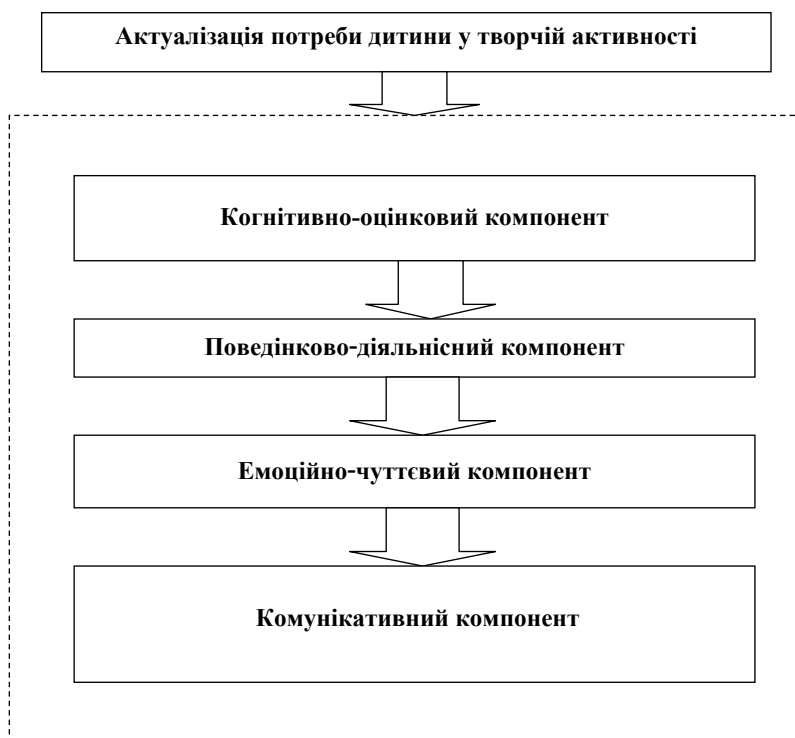 Актуалізація потреби дитини у творчій активності
Когнітивно-оцінковий компонент
Поведінково-діяльнісний компонент
Емоційно-чуттєвий компонент
Комунікативний компонент